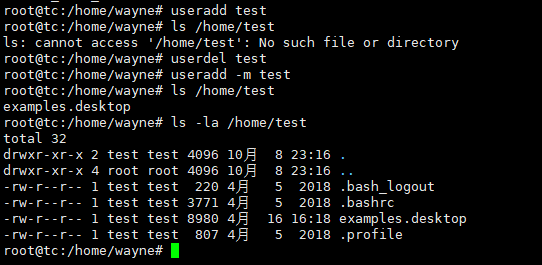 root@tc:/home/wayne# useradd test
root@tc:/home/wayne# ls /home/test
ls: cannot access '/home/test': No such file or directory
root@tc:/home/wayne# userdel test
root@tc:/home/wayne# useradd -m test
root@tc:/home/wayne# ls /home/test
examples.desktop
root@tc:/home/wayne# ls -la /home/test
total 32
drwxr-xr-x 2 test test 4096 10月  8 23:16 .
drwxr-xr-x 4 root root 4096 10月  8 23:16 ..
-rw-r--r-- 1 test test  220 4月   5  2018 .bash_logout
-rw-r--r-- 1 test test 3771 4月   5  2018 .bashrc
-rw-r--r-- 1 test test 8980 4月  16 16:18 examples.desktop
-rw-r--r-- 1 test test  807 4月   5  2018 .profile
root@tc:/home/wayne#